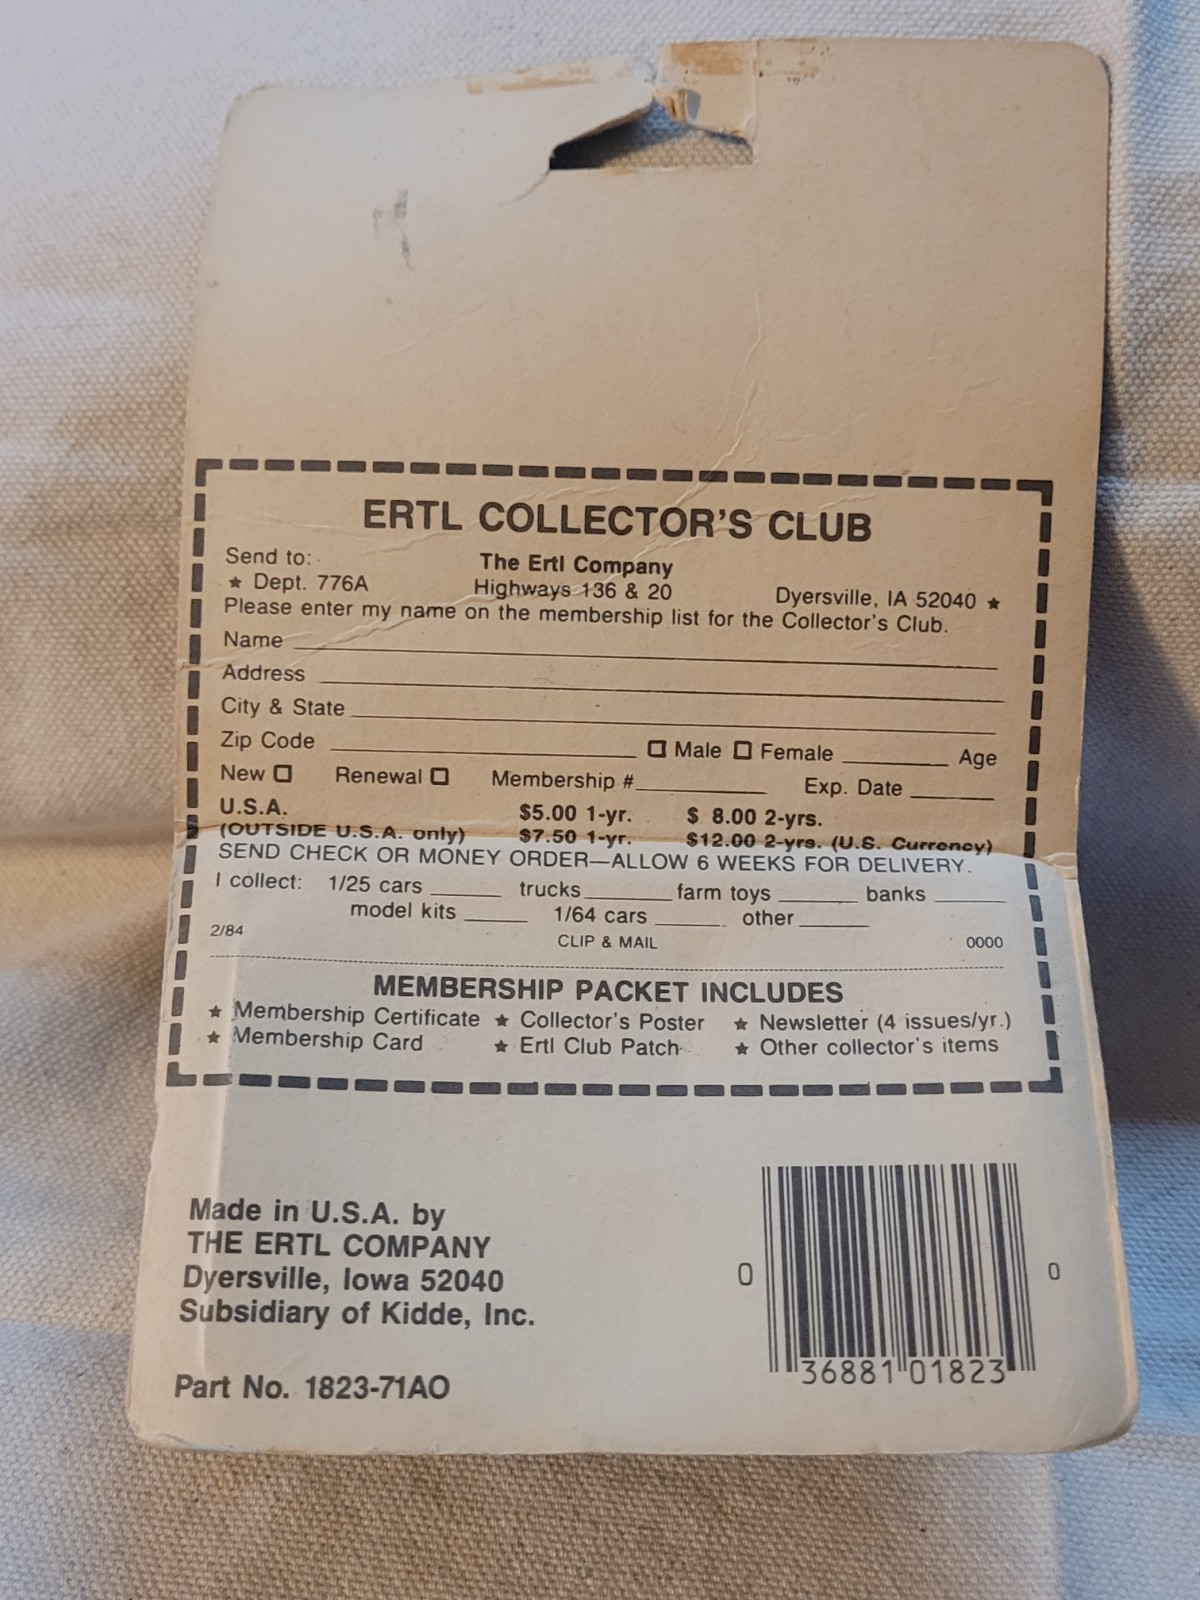 ERTL COLLECTOR'S CLUB
Send to: The Ertl Company
★ Dept. 776A Highways 136 & 20 Dyersville, IA 52040 ★
Please enter my name on the membership list for the Collector's Club.
Name
Address
City & State
Zip Code □ Male □ Female Age
New □ Renewal □ Membership # Exp. Date
U.S.A. $5.00 1-yr. $ 8.00 2-yrs.
(OUTSIDE U.S.A. only) $7.50 1-yr. $12.00 2-yrs. (U.S. Currency)
SEND CHECK OR MONEY ORDER—ALLOW 6 WEEKS FOR DELIVERY.
I collect: 1/25 cars trucks farm toys banks
model kits 1/64 cars other
2/84 CLIP & MAIL 0000
MEMBERSHIP PACKET INCLUDES
★ Membership Certificate ★ Collector's Poster ★ Newsletter (4 issues/yr.)
★ Membership Card ★ Ertl Club Patch ★ Other collector's items
Made in U.S.A. by
THE ERTL COMPANY
Dyersville, Iowa 52040
Subsidiary of Kidde, Inc.
Part No. 1823-71AO
0 36881 01823 0